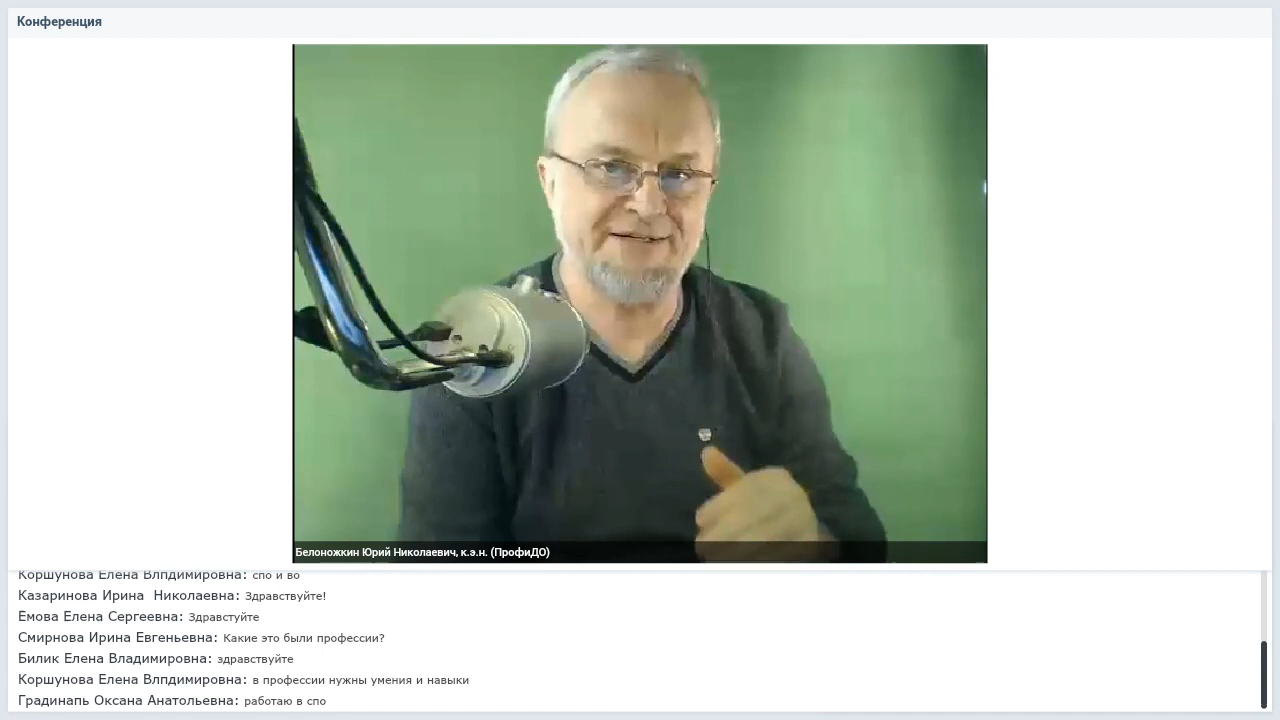 Конференция
Белоножкин Юрий Николаевич, к.э.н. (ПрофиДО)
Коршунова Елена Влпдимировна: спо и во
Казаринова Ирина  Николаевна: Здравствуйте!
Ёмова Елена Сергеевна: Здравстуйте
Смирнова Ирина Евгеньевна: Какие это были профессии?
Билик Елена Владимировна: здравствуйте
Коршунова Елена Влпдимировна: в профессии нужны умения и навыки
Градинапь Оксана Анатольевна: работаю в спо